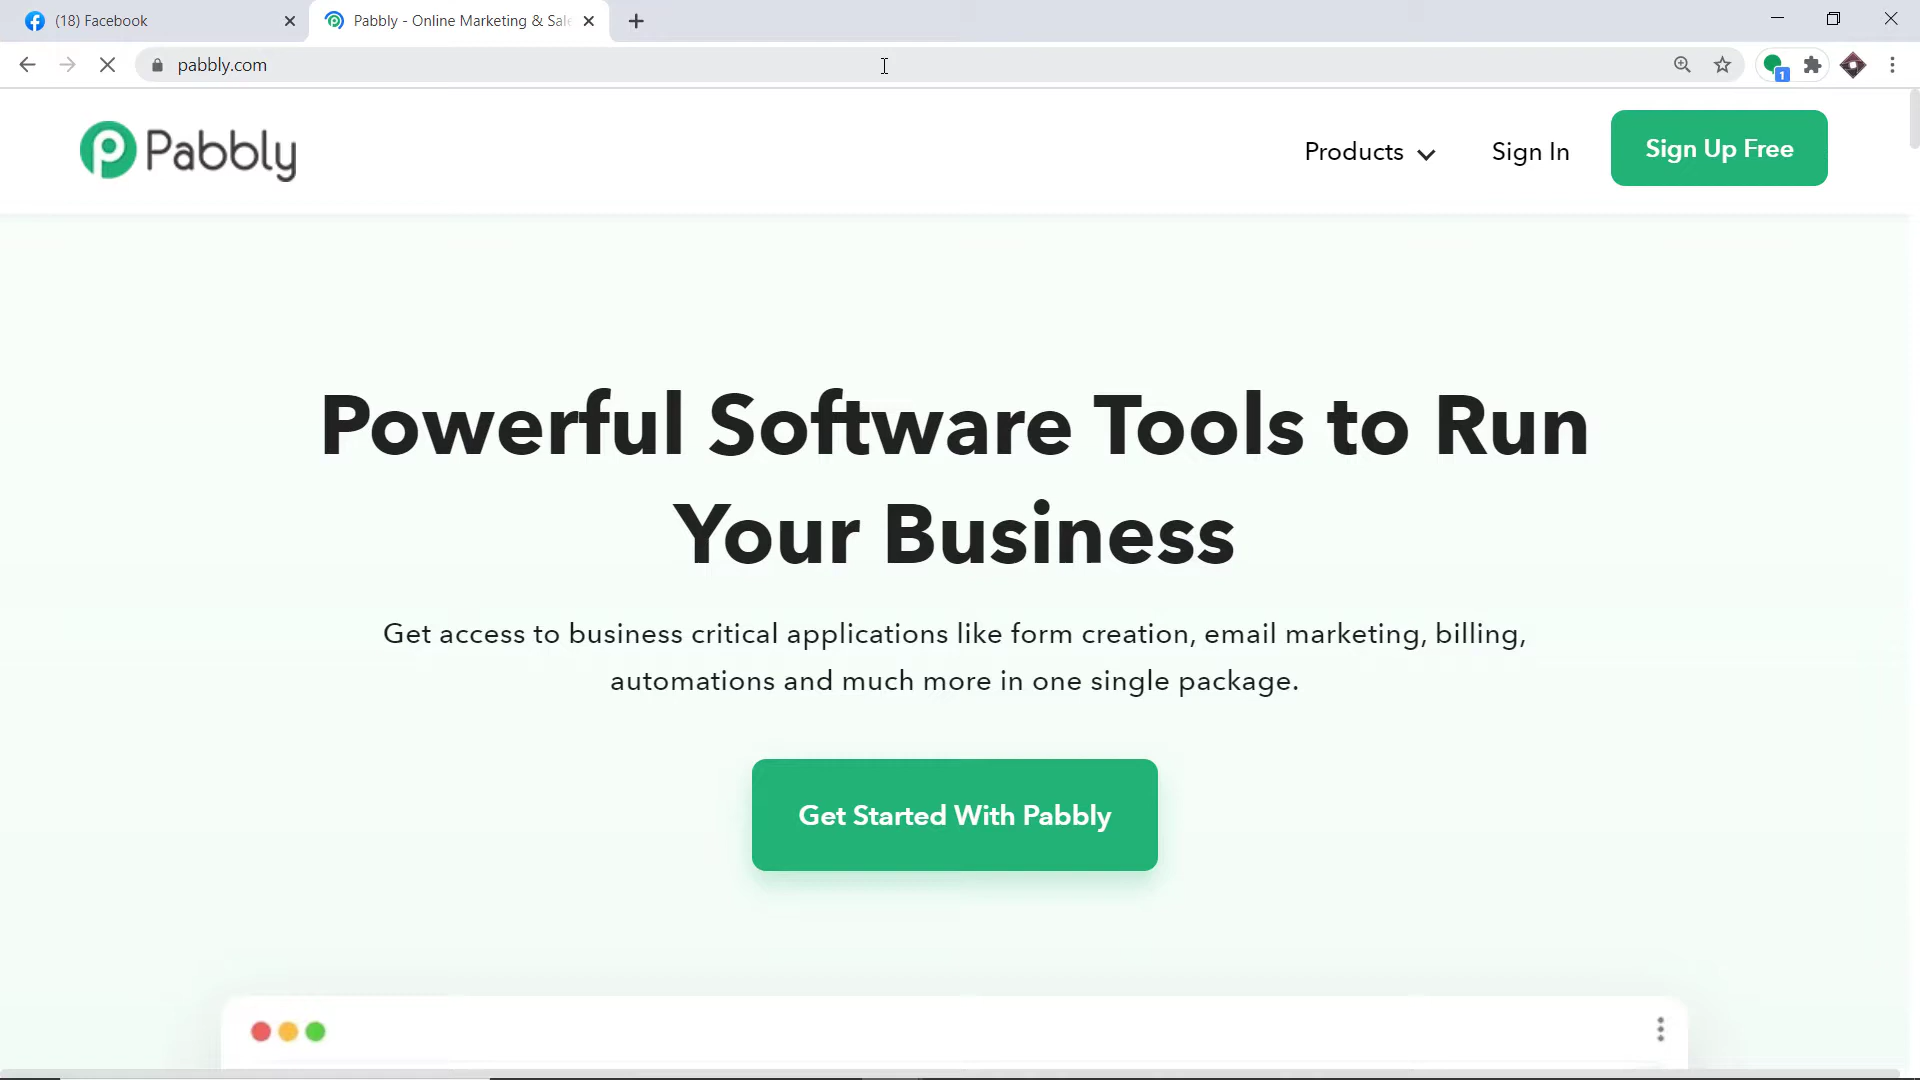 (18) Facebook
Pabbly - Online Marketing & Sale
pabbly.com
1
Pabbly
Products
Sign In
Sign Up Free
Powerful Software Tools to Run
Your Business
Get access to business critical applications like form creation, email marketing, billing,
automations and much more in one single package.
Get Started With Pabbly